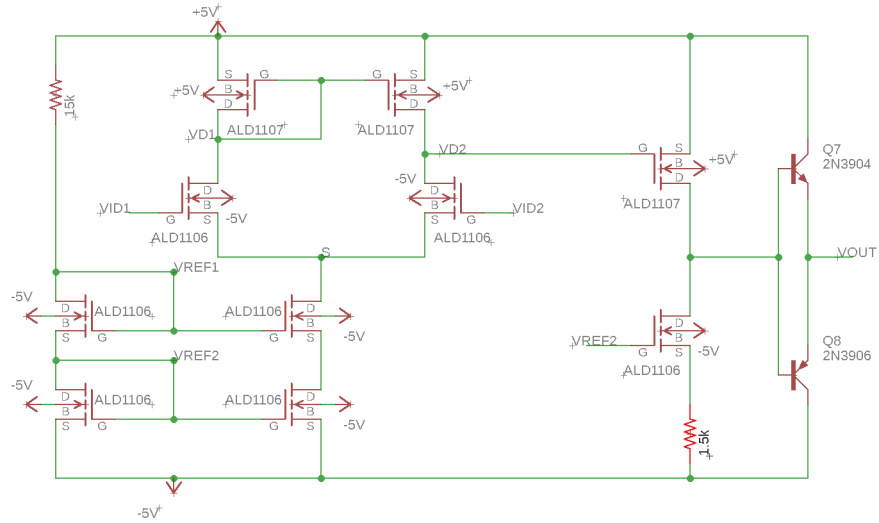 +5V
S
G
B
D
+5V
ALD1107
G
S
B
D
+5V
ALD1107
15k
VD1
VD2
G
S
B
D
+5V
ALD1107
Q7
2N3904
VID1
D
B
S
G
-5V
ALD1106
-5V
D
B
S
G
VID2
ALD1106
S
VOUT
VREF1
-5V
D
B
S
G
ALD1106
ALD1106
D
B
S
G
-5V
VREF2
D
B
S
G
-5V
ALD1106
Q8
2N3906
VREF2
-5V
D
B
S
G
ALD1106
ALD1106
D
B
S
G
-5V
1.5k
-5V